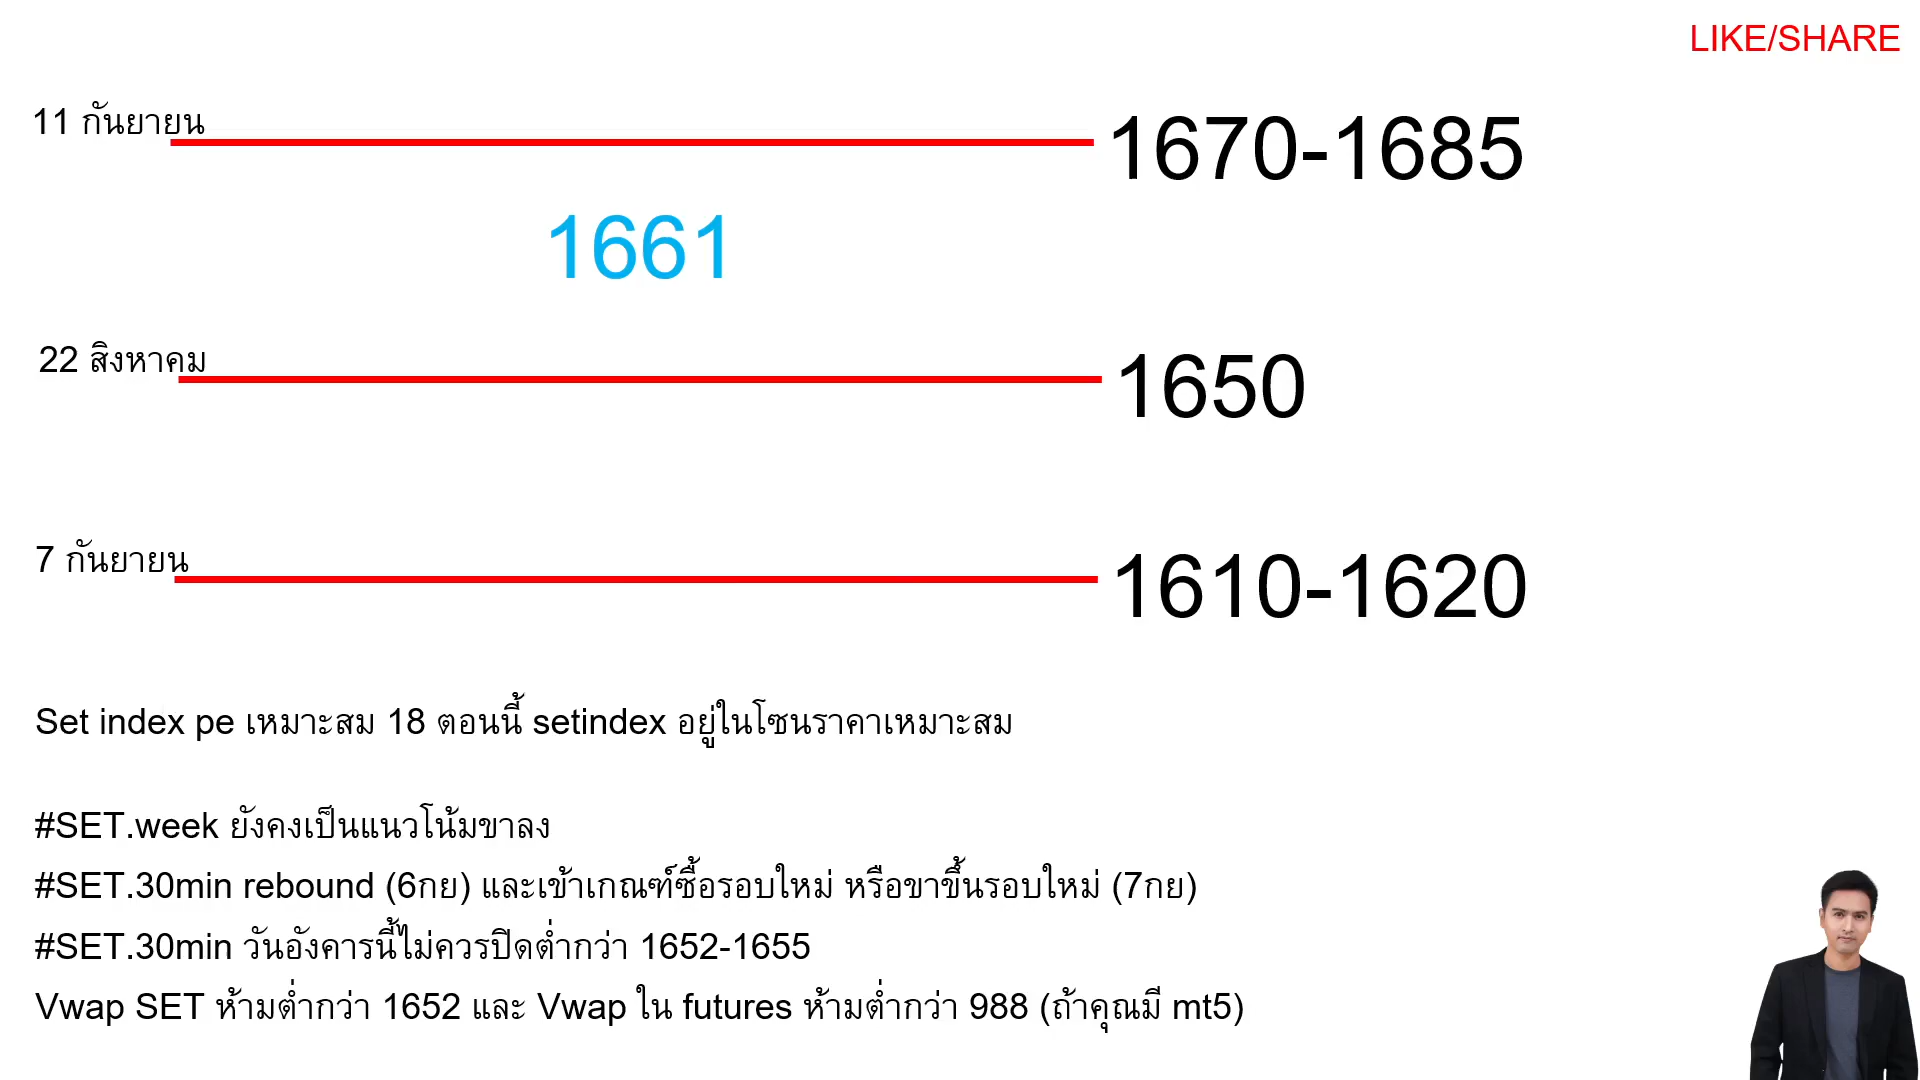 LIKE/SHARE
11 กันยายน
1670-1685
1661
22 สิงหาคม
1650
7 กันยายน
1610-1620
Set index pe เหมาะสม 18 ตอนนี้ setindex อยู่ในโซนราคาเหมาะสม
#SET.week ยังคงเป็นแนวโน้มขาลง
#SET.30min rebound (6กย) และเข้าเกณฑ์ซื้อรอบใหม่ หรือขาขึ้นรอบใหม่ (7กย)
#SET.30min วันอังคารนี้ไม่ควรปิดต่ำกว่า 1652-1655
Vwap SET ห้ามต่ำกว่า 1652 และ Vwap ใน futures ห้ามต่ำกว่า 988 (ถ้าคุณมี mt5)